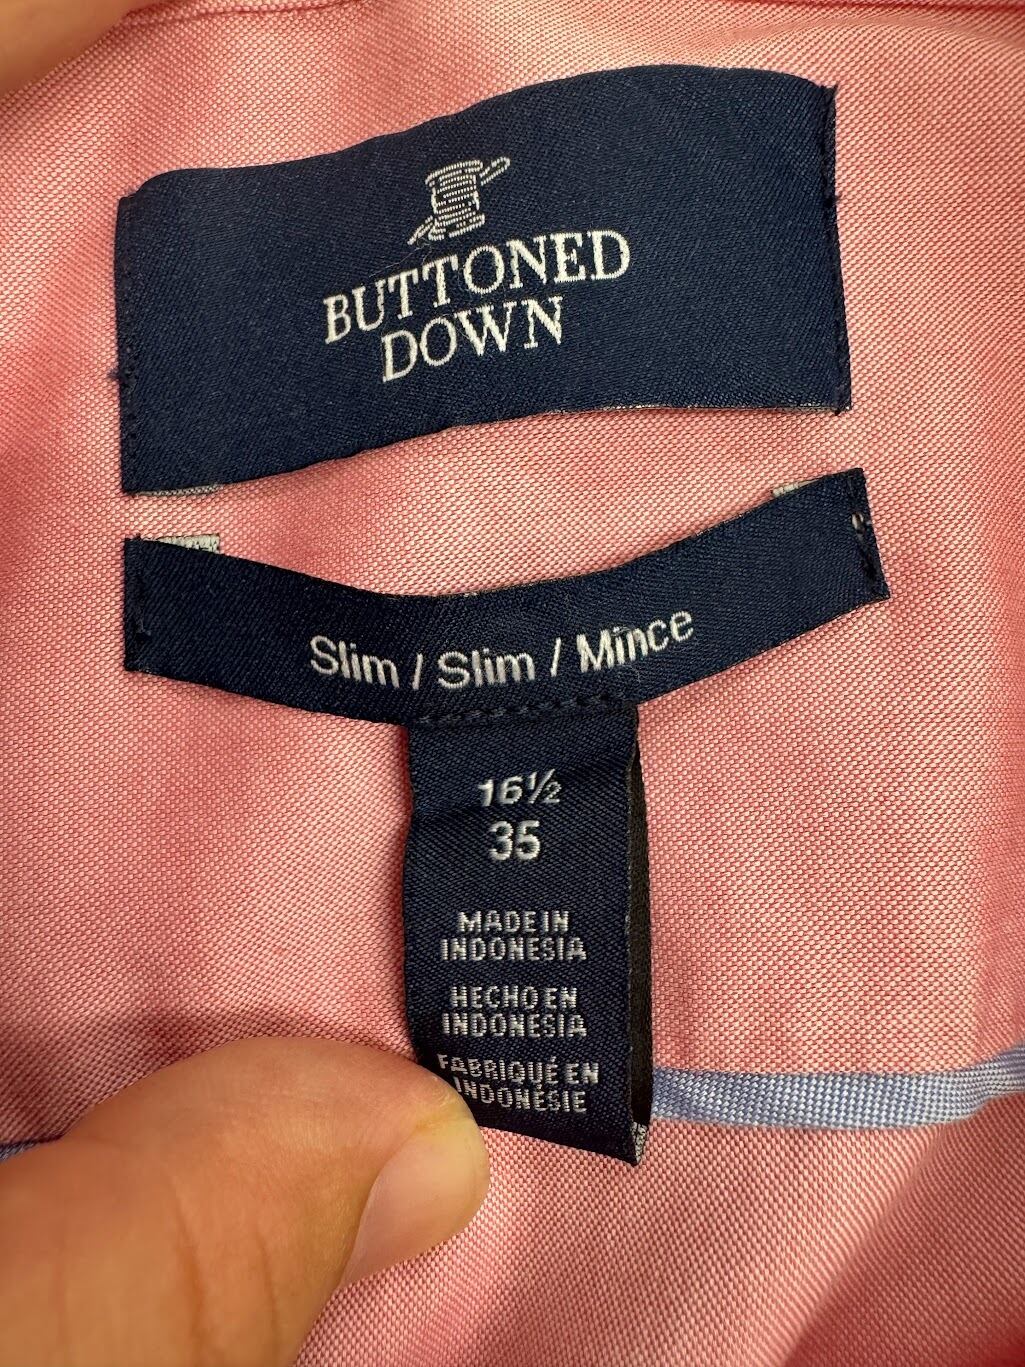 BUTTONED
DOWN
Slim / Slim / Mince
16½
35
MADE IN
INDONESIA
HECHO EN
INDONESIA
FABRIQUÉ EN
INDONÉSIE